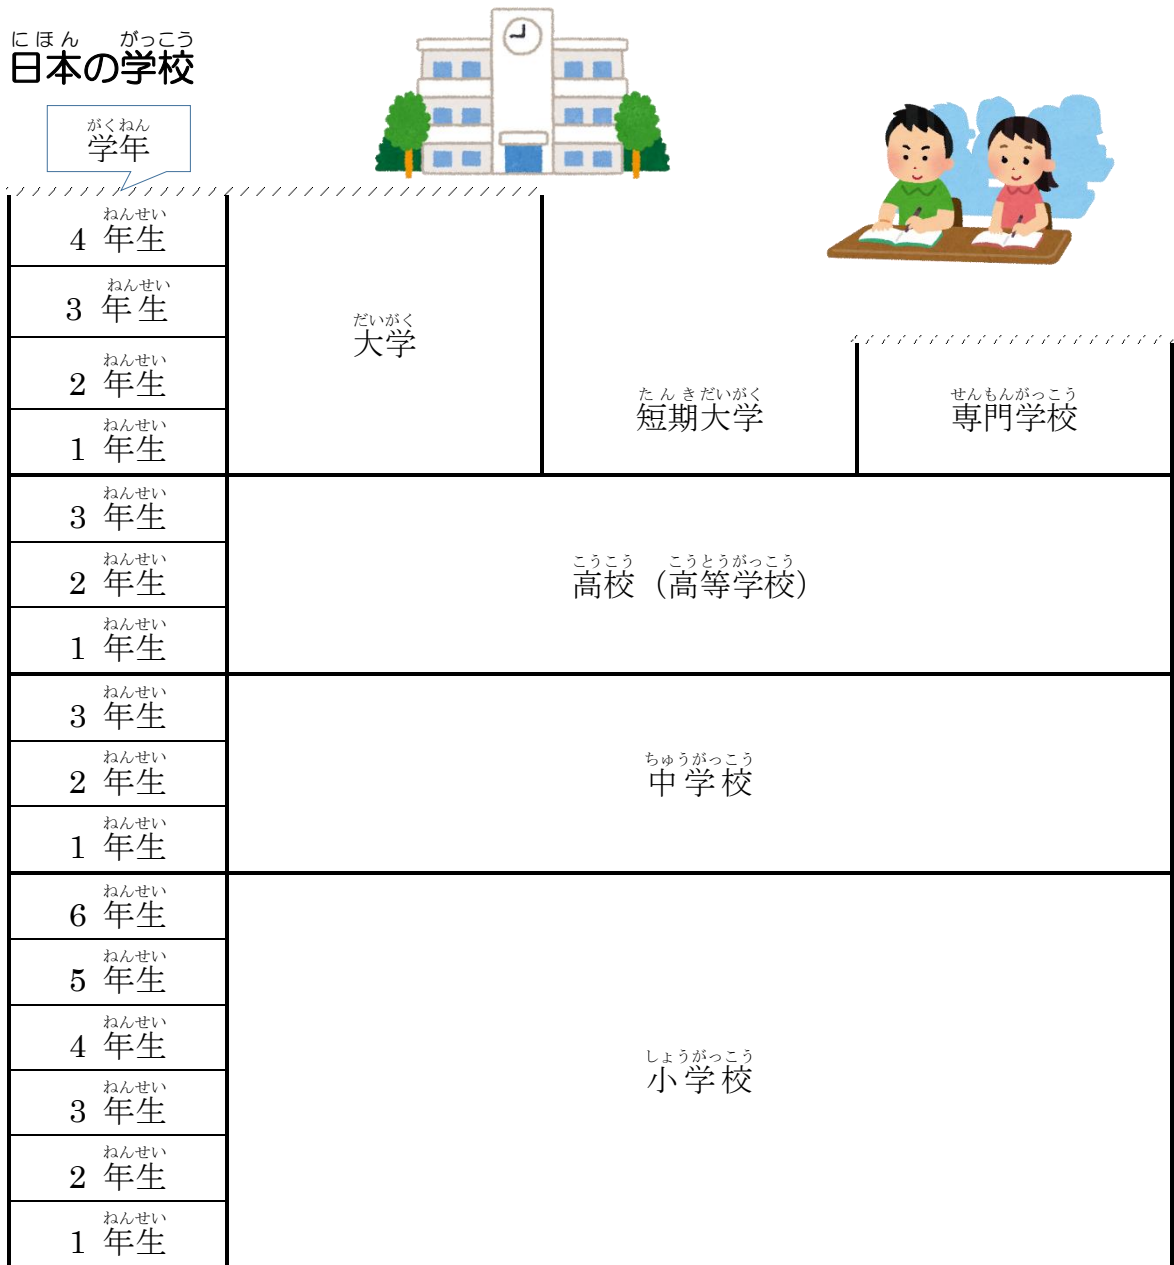 にほん がっこう
日本の学校
がくねん
学年
ねんせい
4 年生
ねんせい
3 年生
だいがく
大学
ねんせい
2 年生
たんきだいがく
短期大学
せんもんがっこう
専門学校
ねんせい
1 年生
ねんせい
3 年生
ねんせい
2 年生
こうこう こうとうがっこう
高校（高等学校）
ねんせい
1 年生
ねんせい
3 年生
ねんせい
2 年生
ちゅうがっこう
中学校
ねんせい
1 年生
ねんせい
6 年生
ねんせい
5 年生
ねんせい
4 年生
しょうがっこう
小学校
ねんせい
3 年生
ねんせい
2 年生
ねんせい
1 年生